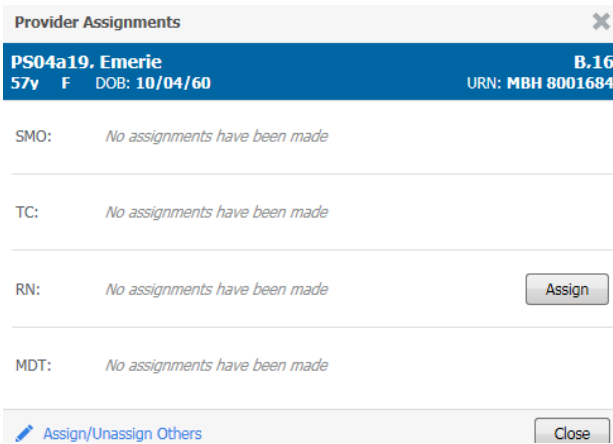 Provider Assignments
PS04a19, Emerie B.16
57y F DOB: 10/04/60 URN: MBH 8001684
SMO: No assignments have been made
TC: No assignments have been made
RN: No assignments have been made Assign
MDT: No assignments have been made
Assign/Unassign Others Close